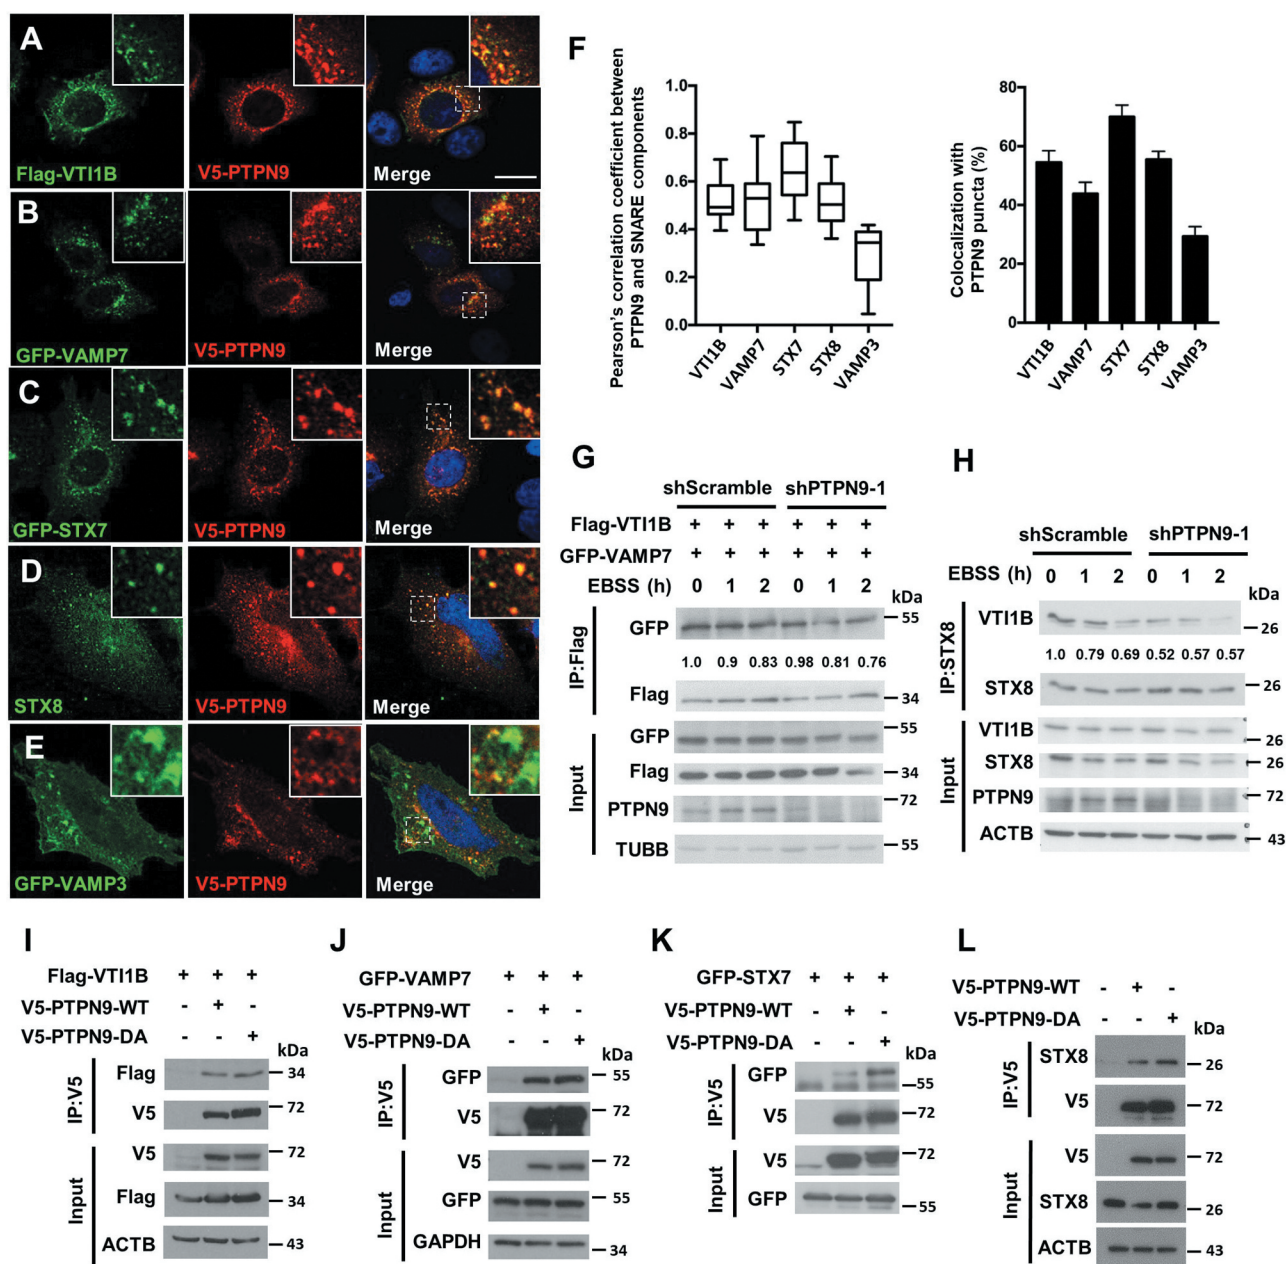 A
Flag-VTI1B
V5-PTPN9
Merge
B
GFP-VAMP7
V5-PTPN9
Merge
C
GFP-STX7
V5-PTPN9
Merge
D
STX8
V5-PTPN9
Merge
E
GFP-VAMP3
V5-PTPN9
Merge
F
Pearson's correlation coefficient between
PTPN9 and SNARE components
1.0
0.8
0.6
0.4
0.2
0.0
VTI1B VAMP7 STX7 STX8 VAMP3
Colocalization with
PTPN9 puncta (%)
80
60
40
20
0
VTI1B VAMP7 STX7 STX8 VAMP3
G
shScramble shPTPN9-1
Flag-VTI1B + + + + + +
GFP-VAMP7 + + + + + +
EBSS (h) 0 1 2 0 1 2 kDa
IP:Flag
GFP 55
1.0 0.9 0.83 0.98 0.81 0.76
Flag 34
Input
GFP 55
Flag 34
PTPN9 72
TUBB 55
H
shScramble shPTPN9-1
EBSS (h) 0 1 2 0 1 2
kDa
IP:STX8
VTI1B 26
1.0 0.79 0.69 0.52 0.57 0.57
STX8 26
Input
VTI1B 26
STX8 26
PTPN9 72
ACTB 43
I
Flag-VTI1B + + +
V5-PTPN9-WT - + -
V5-PTPN9-DA - - +
kDa
IP:V5
Flag 34
V5 72
Input
V5 72
Flag 34
ACTB 43
J
GFP-VAMP7 + + +
V5-PTPN9-WT - + -
V5-PTPN9-DA - - +
kDa
IP:V5
GFP 55
V5 72
Input
V5 72
GFP 55
GAPDH 34
K
GFP-STX7 + + +
V5-PTPN9-WT - + -
V5-PTPN9-DA - - +
kDa
IP:V5
GFP 55
V5 72
Input
V5 72
GFP 55
L
V5-PTPN9-WT - + -
V5-PTPN9-DA - - +
kDa
IP:V5
STX8 26
V5 72
Input
V5 72
STX8 26
ACTB 43